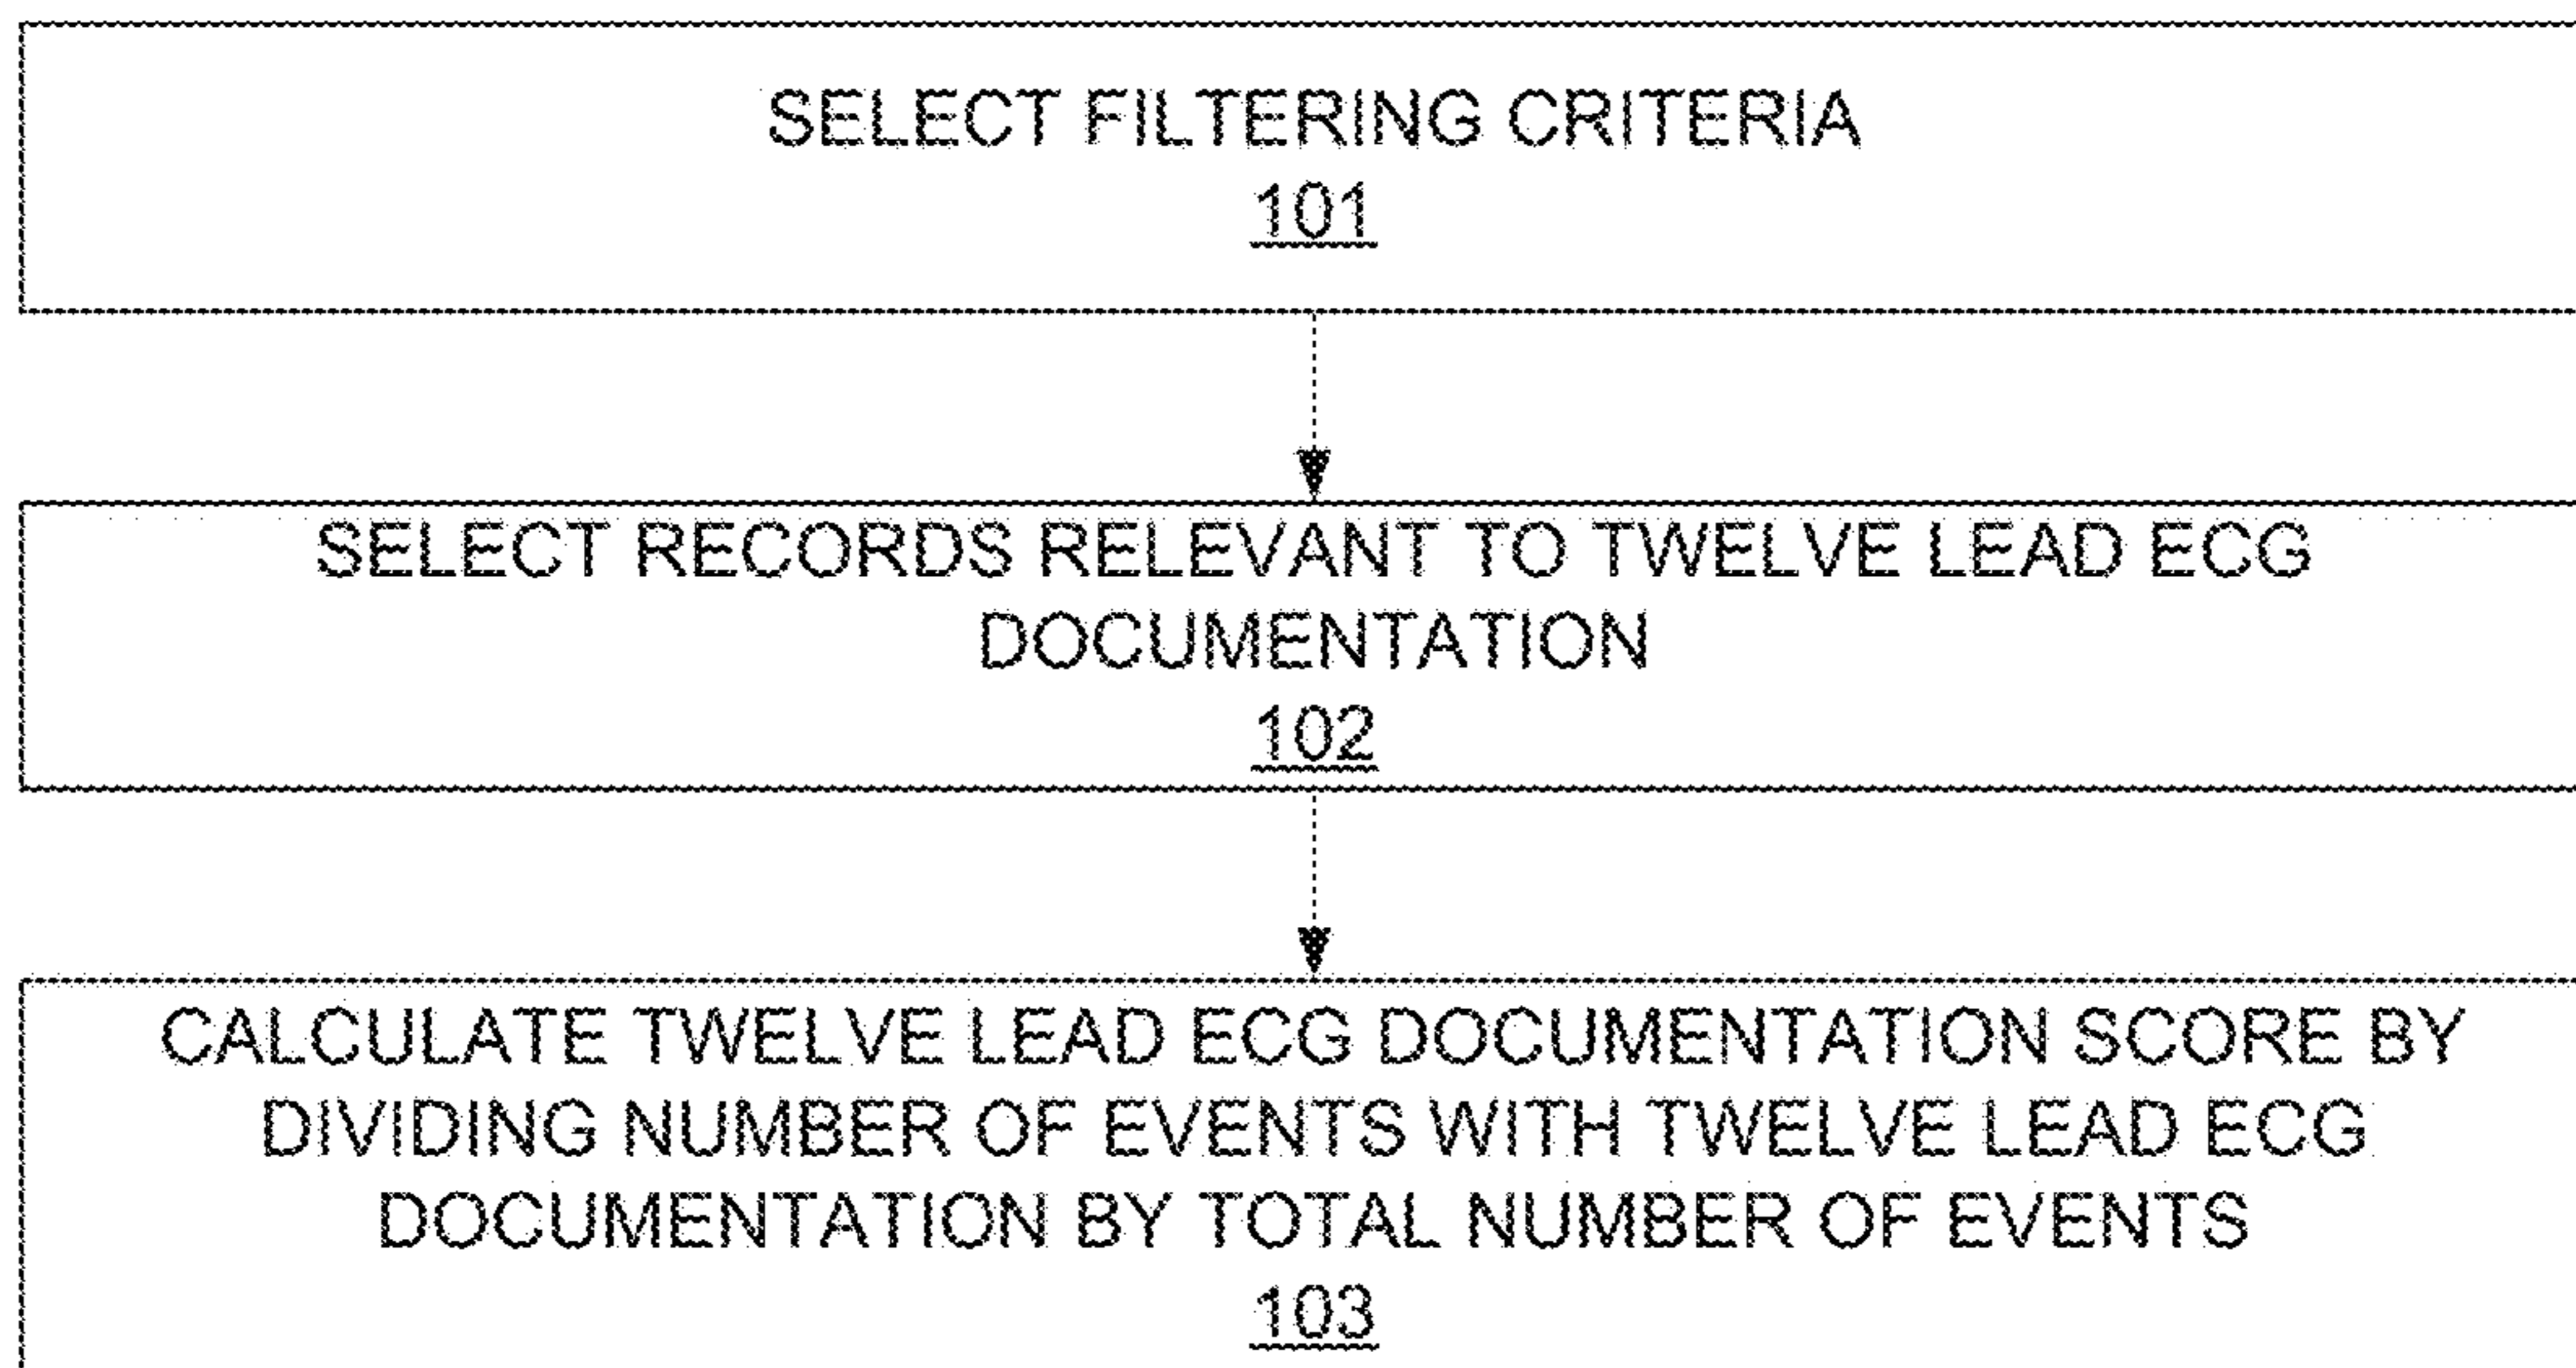 SELECT FILTERING CRITERIA
101
SELECT RECORDS RELEVANT TO TWELVE LEAD ECG
DOCUMENTATION
102
CALCULATE TWELVE LEAD ECG DOCUMENTATION SCORE BY
DIVIDING NUMBER OF EVENTS WITH TWELVE LEAD ECG
DOCUMENTATION BY TOTAL NUMBER OF EVENTS
103